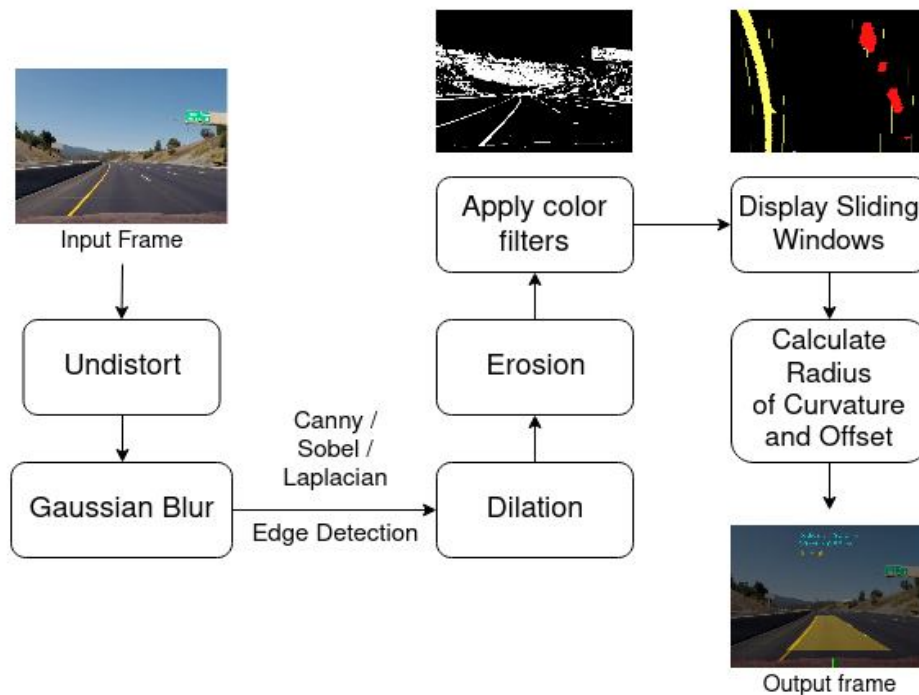 Input Frame
Undistort
Gaussian Blur
Canny /
Sobel /
Laplacian
Edge Detection
Dilation
Erosion
Apply color
filters
Display Sliding
Windows
Calculate
Radius
of Curvature
and Offset
Output frame